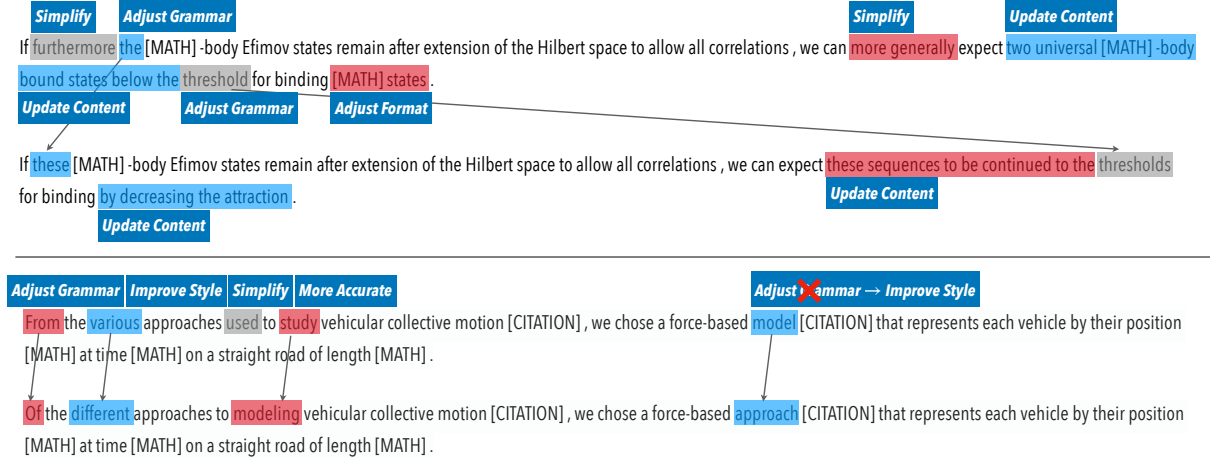 Simplify Adjust Grammar Simplify Update Content
If furthermore the [MATH] -body Efimov states remain after extension of the Hilbert space to allow all correlations , we can more generally expect two universal [MATH] -body
bound states below the threshold for binding [MATH] states .
Update Content Adjust Grammar Adjust Format
If these [MATH] -body Efimov states remain after extension of the Hilbert space to allow all correlations , we can expect these sequences to be continued to the thresholds
for binding by decreasing the attraction .
Update Content
Update Content
Adjust Grammar Improve Style Simplify More Accurate Adjust Grammar → Improve Style
From the various approaches used to study vehicular collective motion [CITATION] , we chose a force-based model [CITATION] that represents each vehicle by their position
[MATH] at time [MATH] on a straight road of length [MATH] .
Of the different approaches to modeling vehicular collective motion [CITATION] , we chose a force-based approach [CITATION] that represents each vehicle by their position
[MATH] at time [MATH] on a straight road of length [MATH] .